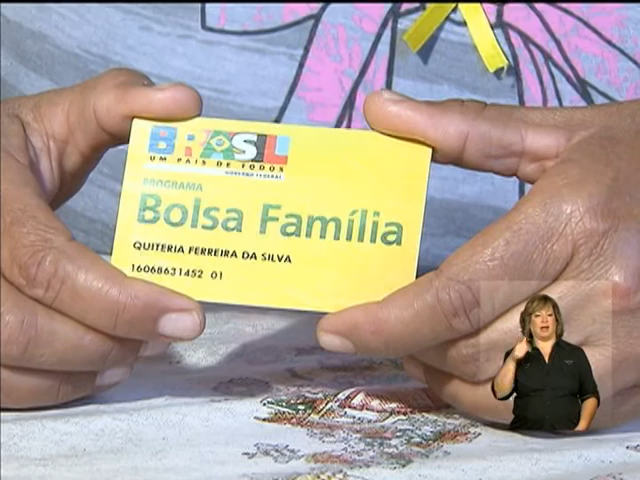 BRASIL
UM PAÍS DE TODOS
GOVERNO FEDERAL
PROGRAMA
Bolsa Família
QUITERIA FERREIRA DA SILVA
16068631452 01